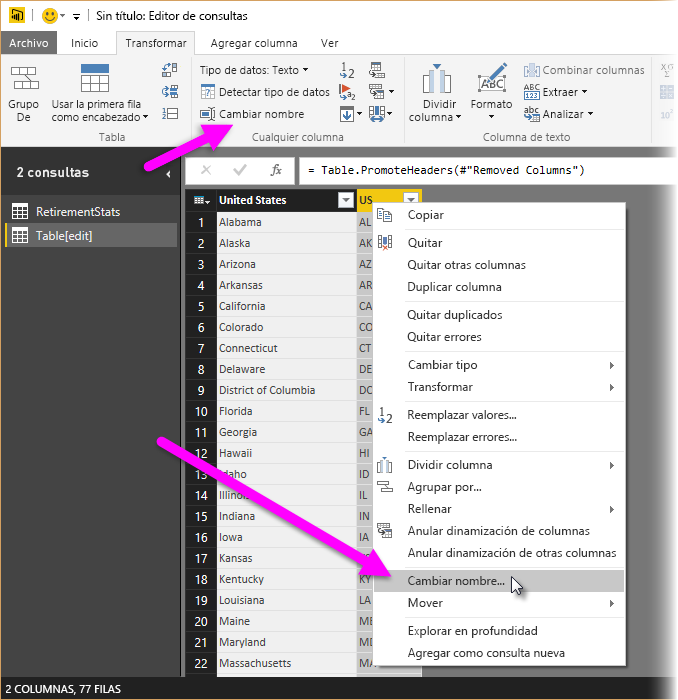 Sin título: Editor de consultas
Archivo Inicio Transformar Agregar columna Ver
Grupo De
Usar la primera fila como encabezado
Tabla
Tipo de datos: Texto
Detectar tipo de datos
Cambiar nombre
Cualquier columna
Dividir columna
Formato
Combinar columnas
Extraer
Analizar
Columna de texto
2 consultas
RetirementStats
Table[edit]
= Table.PromoteHeaders(#"Removed Columns")
United States US
1 Alabama AL
2 Alaska AK
3 Arizona AZ
4 Arkansas AR
5 California CA
6 Colorado CO
7 Connecticut CT
8 Delaware DE
9 District of Columbia DC
10 Florida FL
11 Georgia GA
12 Hawaii HI
13 Idaho ID
14 Illinois IL
15 Indiana IN
16 Iowa IA
17 Kansas
18 Kentucky KY
19 Louisiana LA
20 Maine ME
21 Maryland MD
22 Massachusetts MA
Copiar
Quitar
Quitar otras columnas
Duplicar columna
Quitar duplicados
Quitar errores
Cambiar tipo
Transformar
Reemplazar valores...
Reemplazar errores...
Dividir columna
Agrupar por...
Rellenar
Anular dinamización de columnas
Anular dinamización de otras columnas
Cambiar nombre...
Mover
Explorar en profundidad
Agregar como consulta nueva
2 COLUMNAS, 77 FILAS